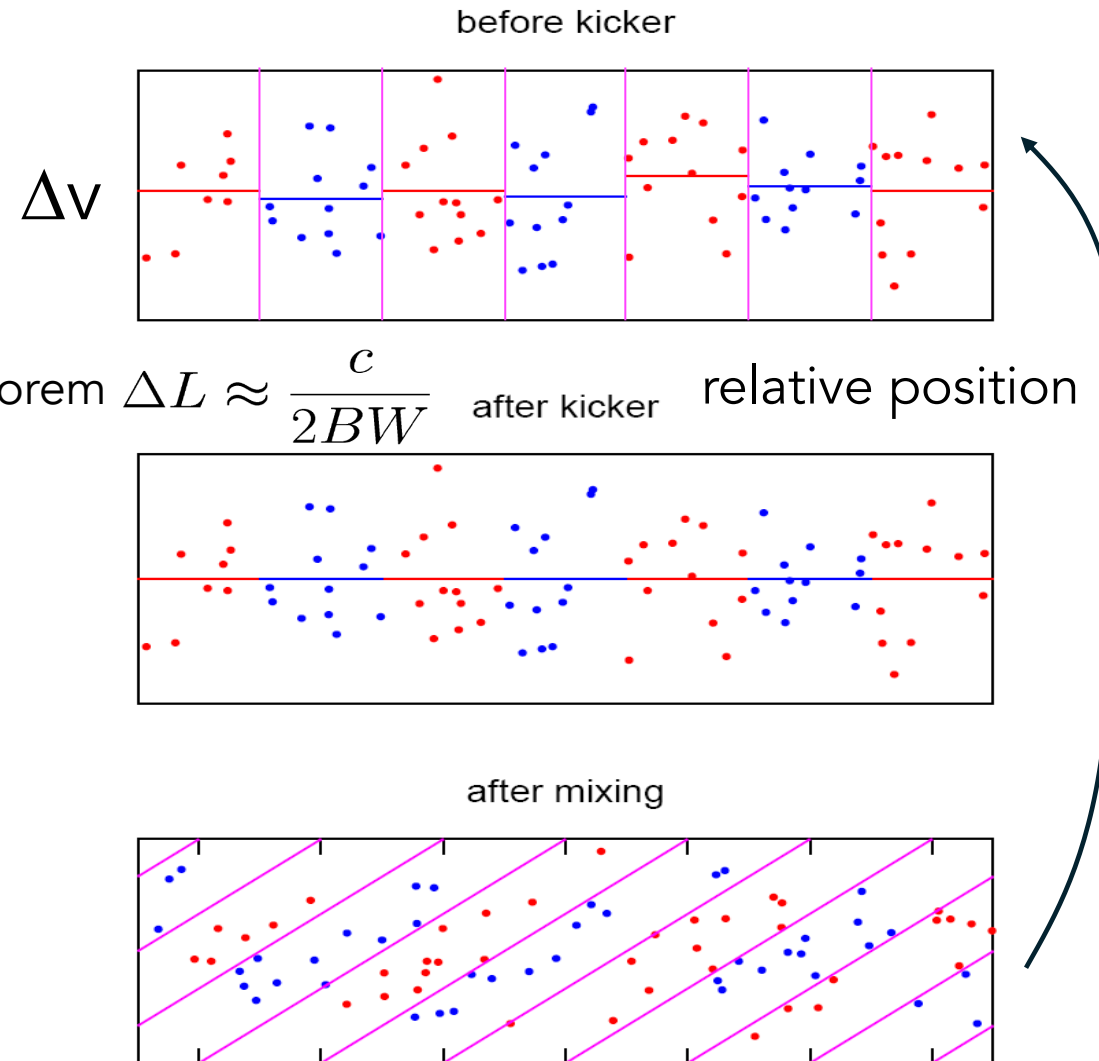 before kicker
Δv
orem ΔL ≈ c / 2BW
after kicker
relative position
after mixing